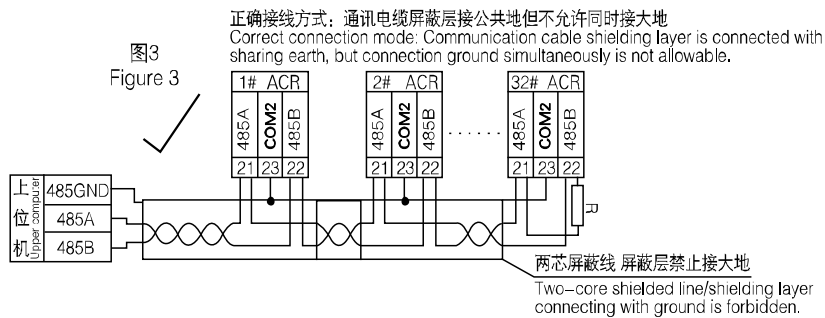 正确接线方式：通讯电缆屏蔽层接公共地但不允许同时接大地
Correct connection mode: Communication cable shielding layer is connected with
sharing earth, but connection ground simultaneously is not allowable.
图3
Figure 3
1# ACR
485A COM2 485B
21 23 22
2# ACR
485A COM2 485B
21 23 22
......
32# ACR
485A COM2 485B
21 23 22
R
上位机
Upper computer
485GND
485A
485B
两芯屏蔽线 屏蔽层禁止接大地
Two-core shielded line/shielding layer
connecting with ground is forbidden.